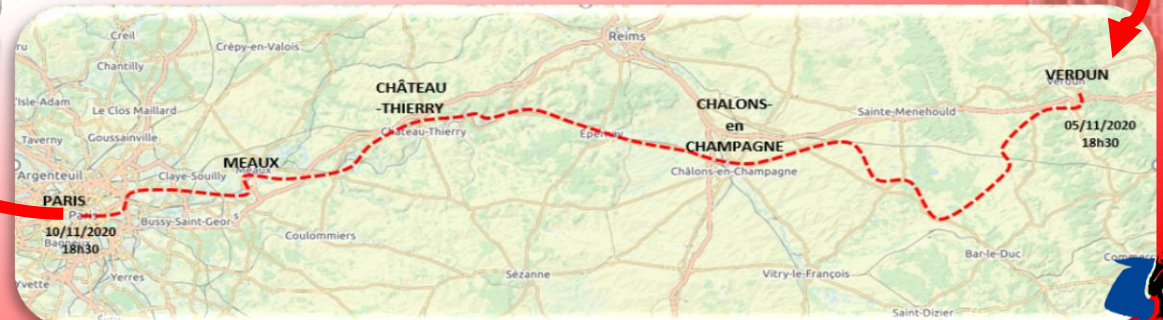 Creil
Crépy-en-Valois
Reims
Chantilly
VERDUN
Verdun
CHÂTEAU
-THIERRY
L'Isle-Adam
Le Clos Maillard
CHALONS-
en
CHAMPAGNE
Sainte-Menehould
05/11/2020
18h30
Taverny
Goussainville
Château-Thierry
Épernay
MEAUX
Meaux
Argenteuil
Claye-Souilly
Châlons-en-Champagne
PARIS
Paris
Bussy-Saint-Georges
10/11/2020
18h30
Coulommiers
Bar-le-Duc
Yerres
Sézanne
Vitry-le-François
Saint-Dizier